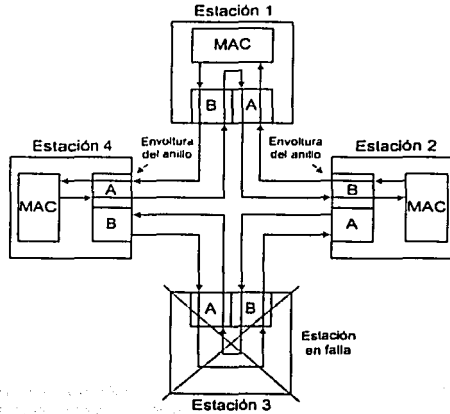 Estación 1
MAC
B A
Estación 4
Envoltura
del anillo
Envoltura
del anillo
Estación 2
MAC
A
B
B
A
MAC
A B
Estación
en falla
Estación 3